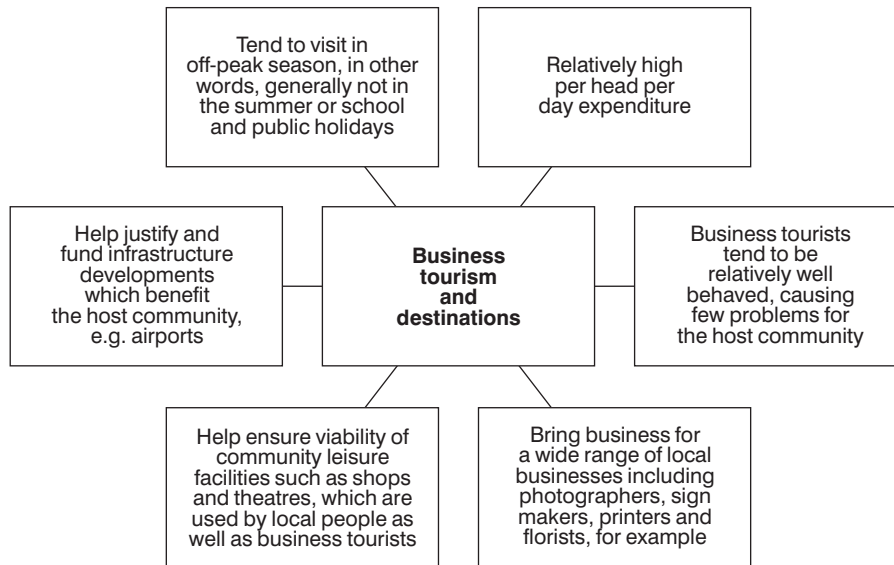 Tend to visit in
off-peak season, in other
words, generally not in
the summer or school
and public holidays
Relatively high
per head per
day expenditure
Help justify and
fund infrastructure
developments
which benefit
the host community,
e.g. airports
Business
tourism
and
destinations
Business tourists
tend to be
relatively well
behaved, causing
few problems for
the host community
Help ensure viability of
community leisure
facilities such as shops
and theatres, which are
used by local people as
well as business tourists
Bring business for
a wide range of local
businesses including
photographers, sign
makers, printers and
florists, for example